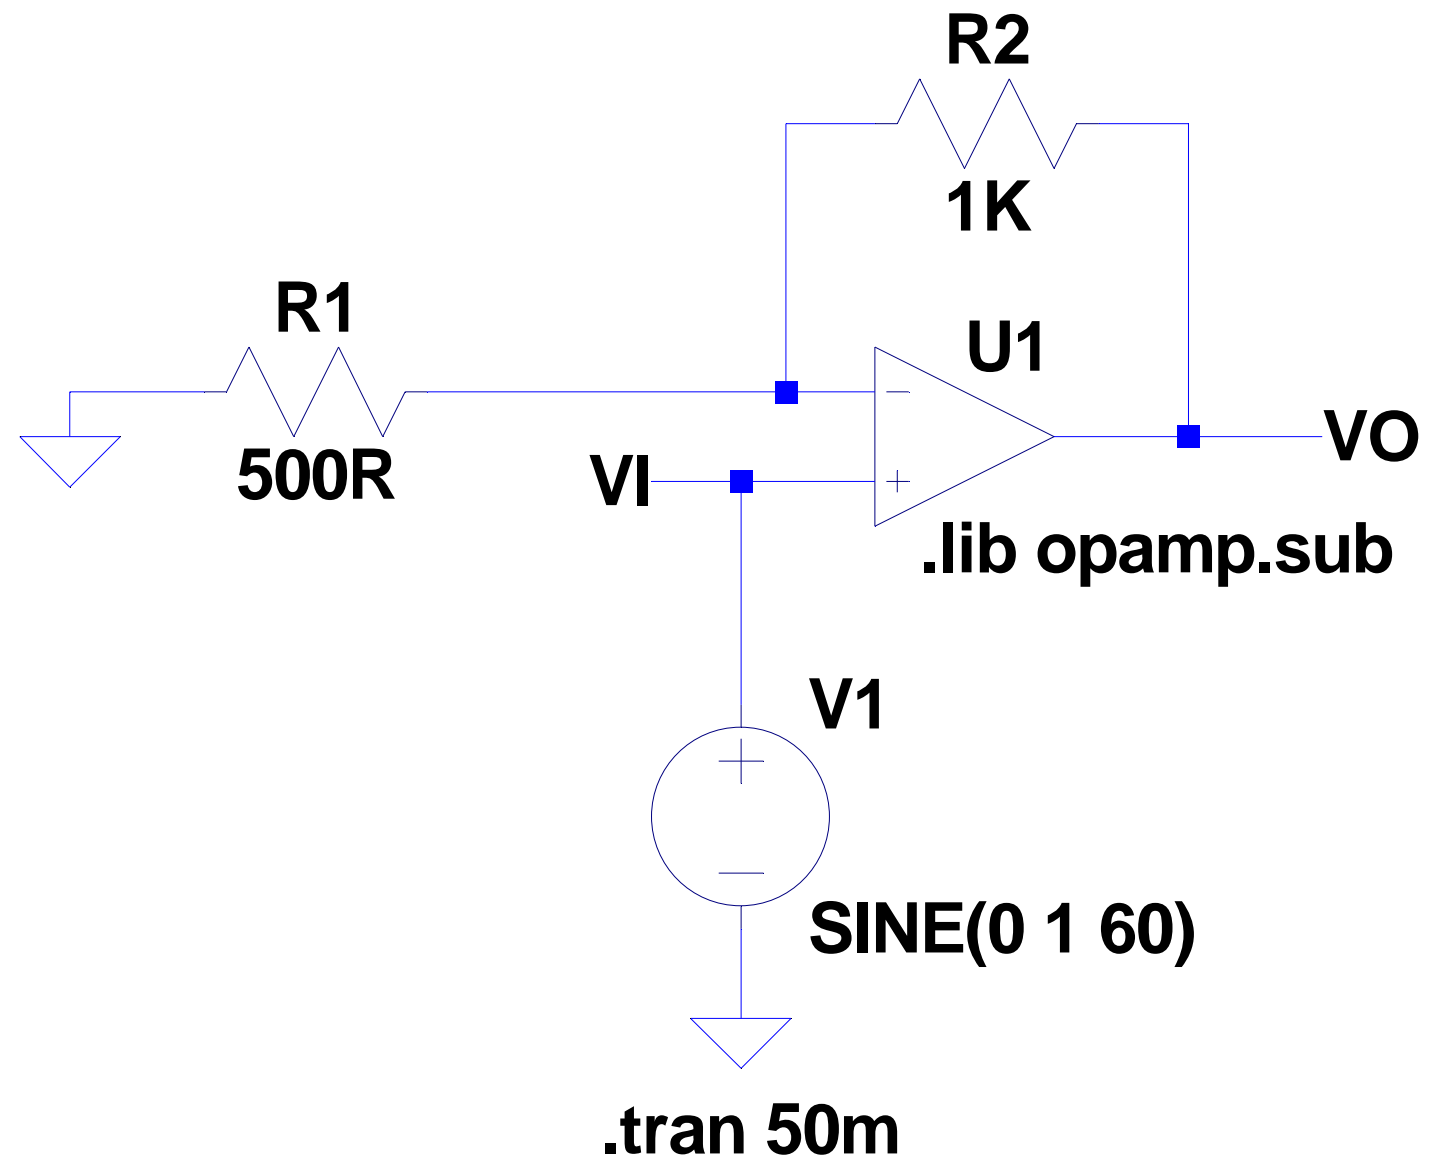 R2
1K
R1
500R
U1
VI
VO
.lib opamp.sub
V1
SINE(0 1 60)
.tran 50m